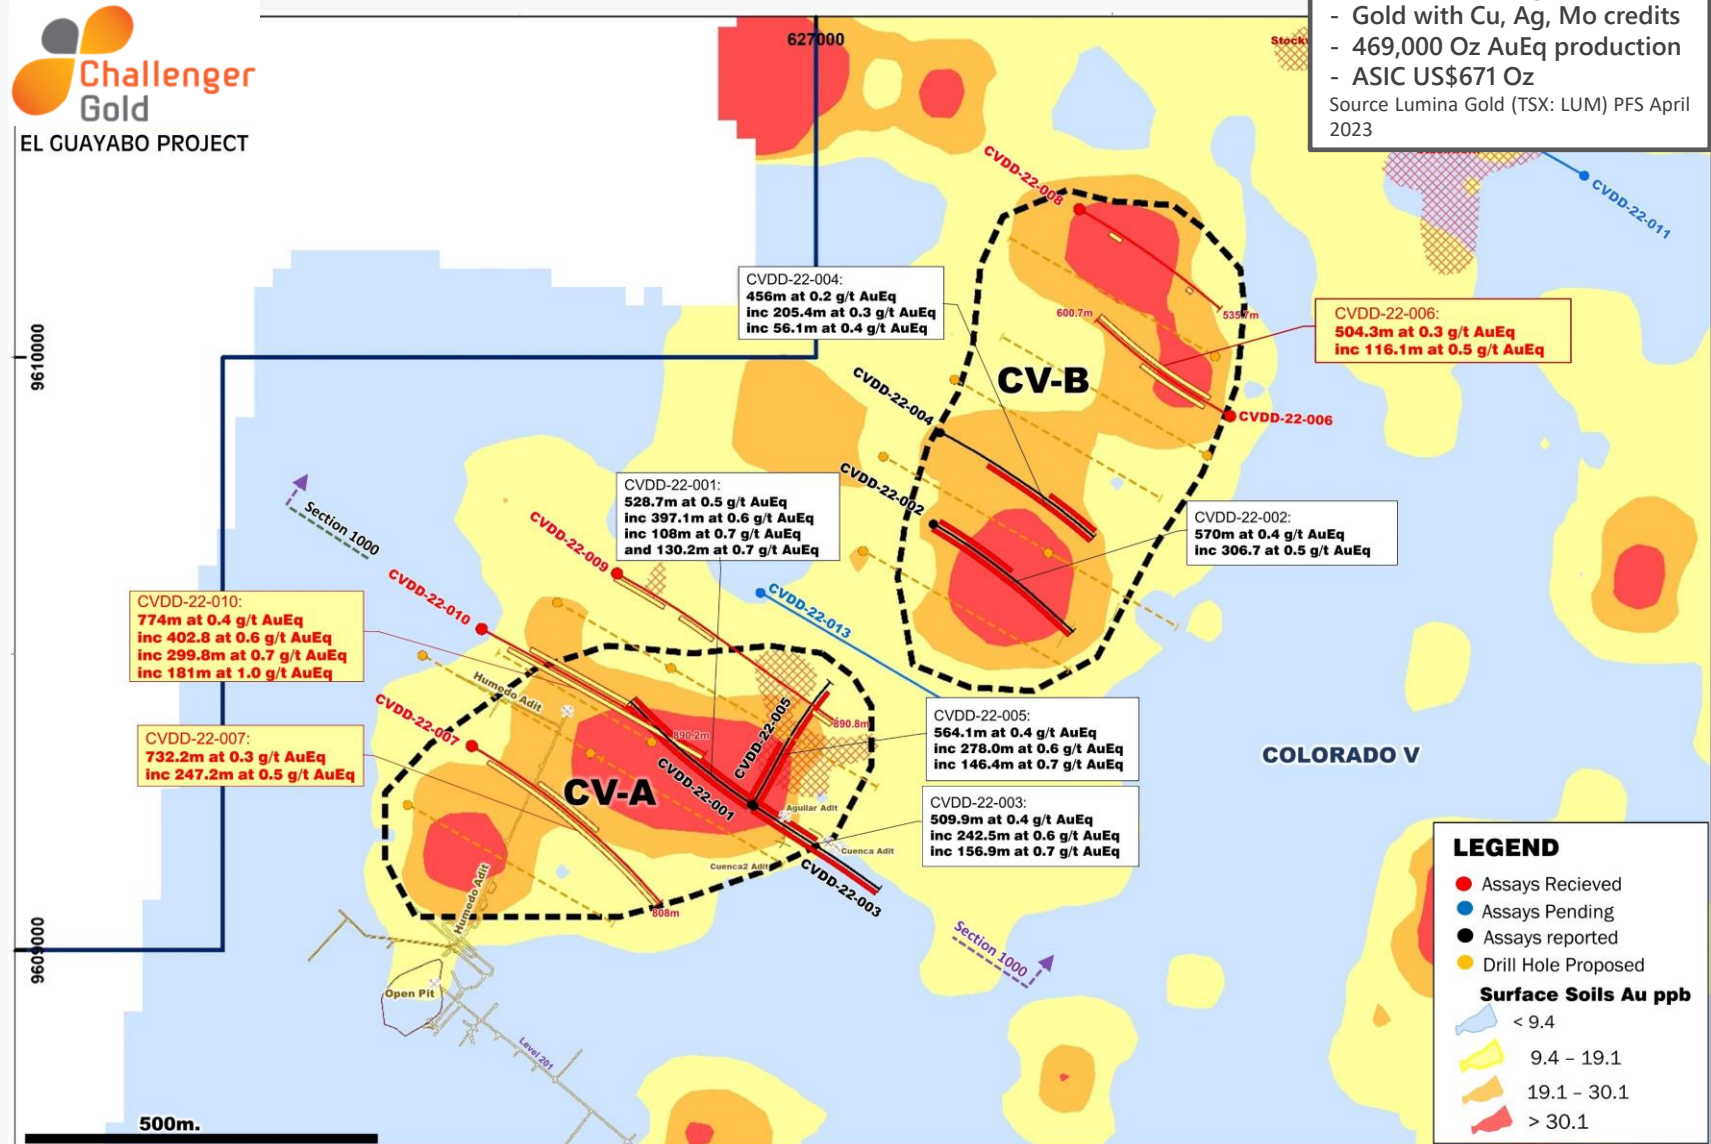 Challenger
Gold
EL GUAYABO PROJECT
- Gold with Cu, Ag, Mo credits
- 469,000 Oz AuEq production
- ASIC US$671 Oz
Source Lumina Gold (TSX: LUM) PFS April
2023
627000
9610000
9609000
CVDD-22-008
CVDD-22-011
CVDD-22-004:
456m at 0.2 g/t AuEq
inc 205.4m at 0.3 g/t AuEq
inc 56.1m at 0.4 g/t AuEq
600.7m
535.7m
CVDD-22-006:
504.3m at 0.3 g/t AuEq
inc 116.1m at 0.5 g/t AuEq
CV-B
CVDD-22-004
CVDD-22-006
CVDD-22-002
CVDD-22-001:
528.7m at 0.5 g/t AuEq
inc 397.1m at 0.6 g/t AuEq
inc 108m at 0.7 g/t AuEq
and 130.2m at 0.7 g/t AuEq
CVDD-22-002:
570m at 0.4 g/t AuEq
inc 306.7 at 0.5 g/t AuEq
Section 1000
CVDD-22-009
CVDD-22-010
CVDD-22-013
CVDD-22-010:
774m at 0.4 g/t AuEq
inc 402.8 at 0.6 g/t AuEq
inc 299.8m at 0.7 g/t AuEq
inc 181m at 1.0 g/t AuEq
Humedo Adit
CVDD-22-007
CVDD-22-007:
732.2m at 0.3 g/t AuEq
inc 247.2m at 0.5 g/t AuEq
890.2m
890.8m
CVDD-22-005
CVDD-22-001
CV-A
CVDD-22-005:
564.1m at 0.4 g/t AuEq
inc 278.0m at 0.6 g/t AuEq
inc 146.4m at 0.7 g/t AuEq
COLORADO V
CVDD-22-003:
509.9m at 0.4 g/t AuEq
inc 242.5m at 0.6 g/t AuEq
inc 156.9m at 0.7 g/t AuEq
Aguilar Adit
Cuenca Adit
Cuenca2 Adit
CVDD-22-003
Humedo Adit
808m
Section 1000
Open Pit
Level 201
500m.
LEGEND
Assays Recieved
Assays Pending
Assays reported
Drill Hole Proposed
Surface Soils Au ppb
< 9.4
9.4 – 19.1
19.1 – 30.1
> 30.1